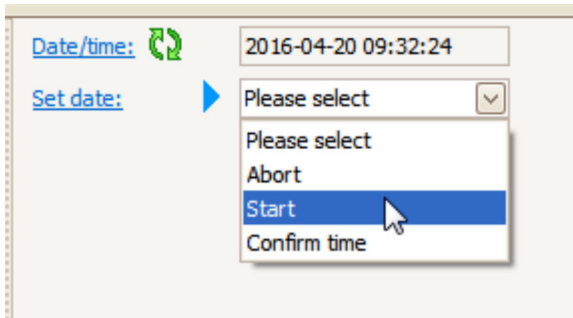 Date/time: 2016-04-20 09:32:24
Set date: Please select
Please select
Abort
Start
Confirm time